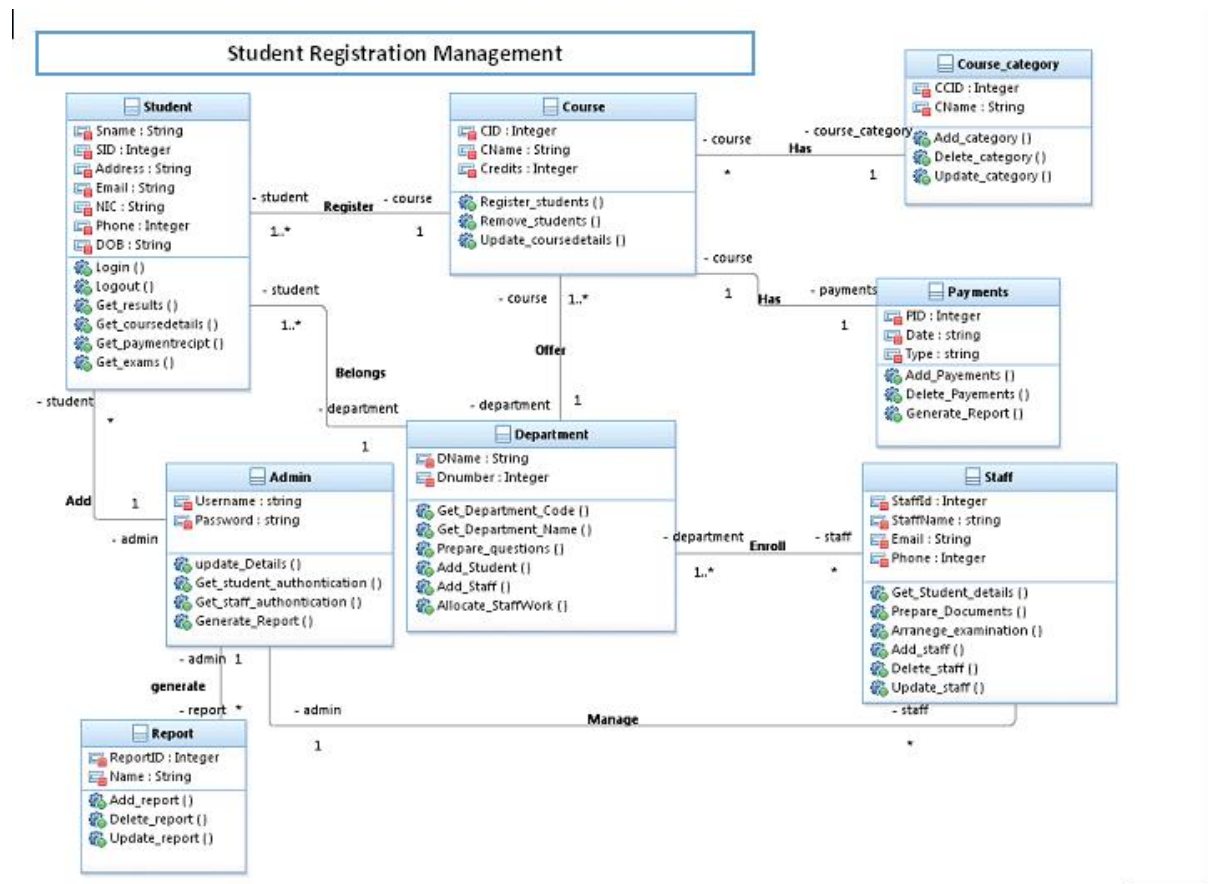 Student Registration Management
Student
Sname : String
SID : Integer
Address : String
Email : String
NIC : String
Phone : Integer
DOB : String
Login ()
Logout ()
Get_results ()
Get_coursedetails ()
Get_paymentrecipt ()
Get_exams ()
Course
CID : Integer
CName : String
Credits : Integer
Register_students ()
Remove_students ()
Update_coursedetails ()
Course_category
CCID : Integer
CName : String
Add_category ()
Delete_category ()
Update_category ()
- student
Register
- course
1..*
1
- course
- course_category
Has
*
1
- student
1..*
Belongs
- department
1
- course
1..*
Offer
- department
1
- course
1
Has
- payments
1
Payments
PID : Integer
Date : string
Type : string
Add_Payements ()
Delete_Payements ()
Generate_Report ()
- student
*
Add
1
- admin
Admin
Username : string
Password : string
update_Details ()
Get_student_authontication ()
Get_staff_authontication ()
Generate_Report ()
Department
DName : String
Dnumber : Integer
Get_Department_Code ()
Get_Department_Name ()
Prepare_questions ()
Add_Student ()
Add_Staff ()
Allocate_StaffWork ()
- department
Enroll
- staff
1..*
*
Staff
StaffId : Integer
StaffName : string
Email : String
Phone : Integer
Get_Student_details ()
Prepare_Documents ()
Arranege_examination ()
Add_staff ()
Delete_staff ()
Update_staff ()
- admin 1
generate
- report *
- admin
1
Manage
- staff
*
Report
ReportID : Integer
Name : String
Add_report ()
Delete_report ()
Update_report ()